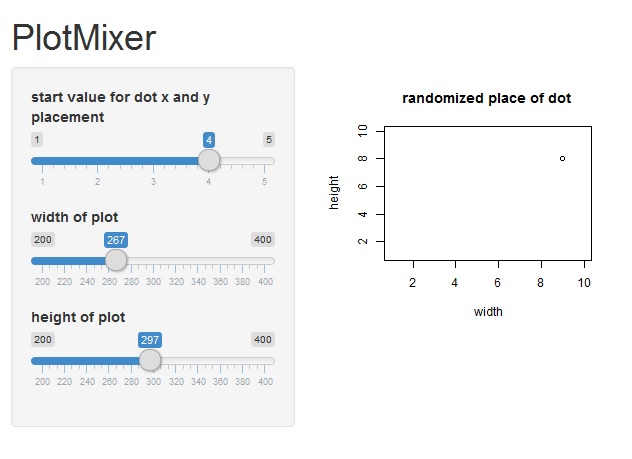 PlotMixer
start value for dot x and y
placement
1 4 5
1 2 3 4 5
width of plot
200 267 400
200 220 240 260 280 300 320 340 360 380 400
height of plot
200 297 400
200 220 240 260 280 300 320 340 360 380 400
randomized place of dot
height
10
8
6
4
2
2 4 6 8 10
width